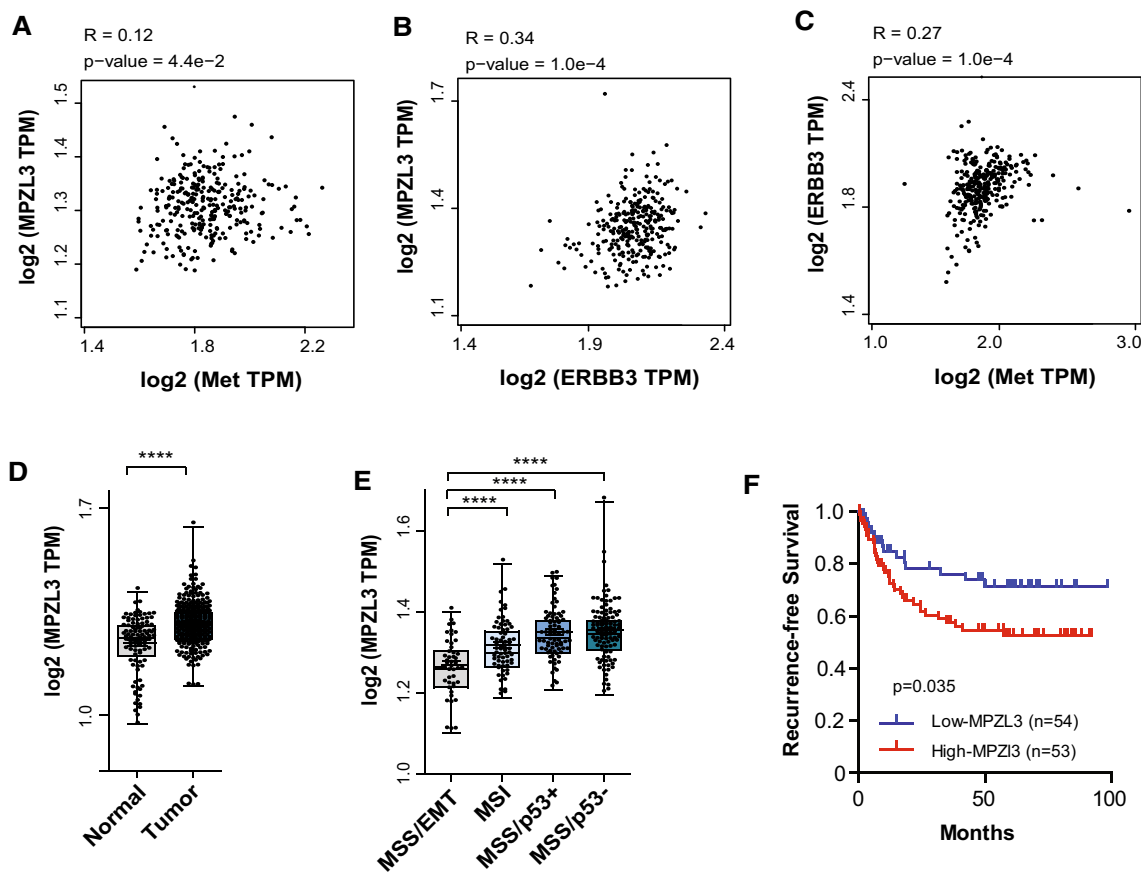 A
R = 0.12
p−value = 4.4e−2
log2 (MPZL3 TPM)
1.5
1.4
1.3
1.2
1.1
1.4
1.8
2.2
log2 (Met TPM)
B
R = 0.34
p−value = 1.0e−4
log2 (MPZL3 TPM)
1.7
1.4
1.1
1.4
1.9
2.4
log2 (ERBB3 TPM)
C
R = 0.27
p−value = 1.0e−4
log2 (ERBB3 TPM)
2.4
1.8
1.4
1.0
2.0
3.0
log2 (Met TPM)
D
****
log2 (MPZL3 TPM)
1.7
1.0
Normal
Tumor
E
****
****
****
log2 (MPZL3 TPM)
1.6
1.4
1.2
1.0
MSS/EMT
MSI
MSS/p53+
MSS/p53-
F
Recurrence-free Survival
1.0
0.8
0.6
0.4
0.2
0
p=0.035
Low-MPZL3 (n=54)
High-MPZl3 (n=53)
0
50
100
Months